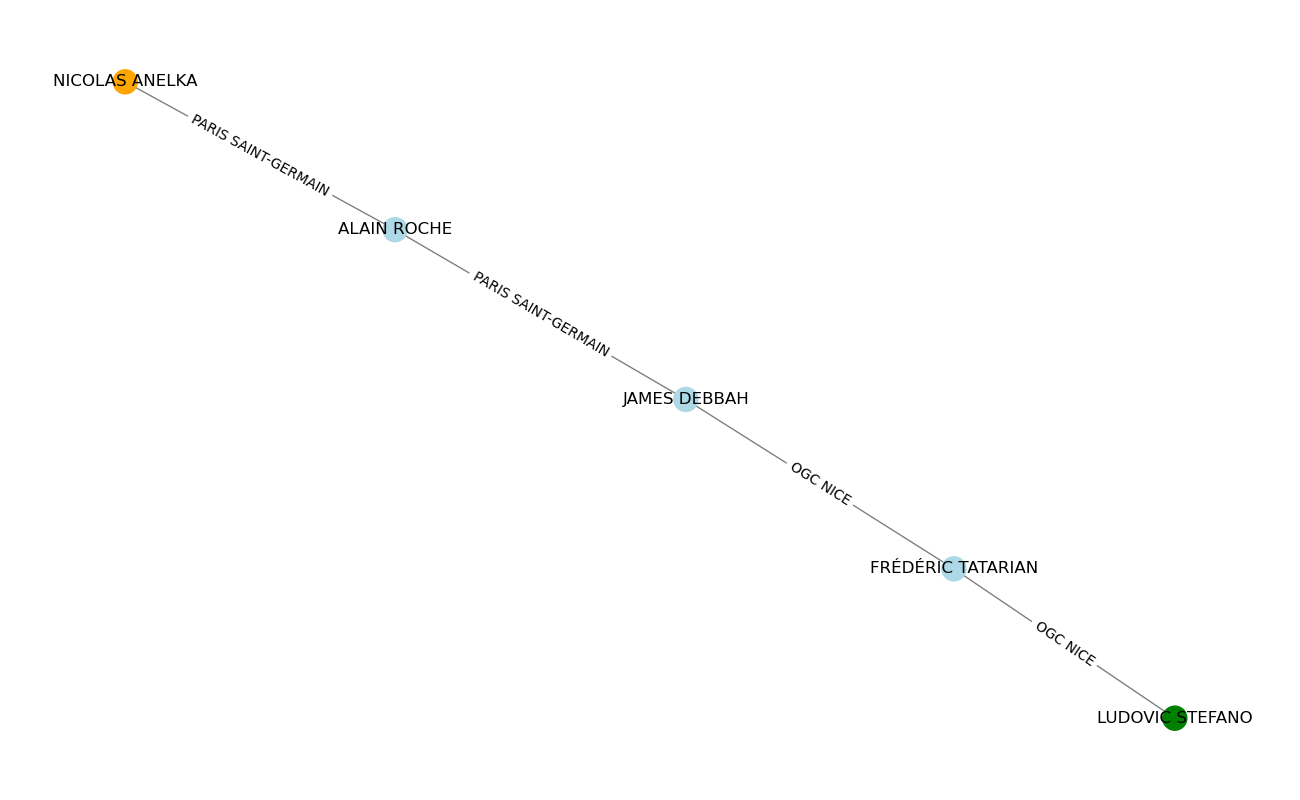 NICOLAS ANELKA
PARIS SAINT-GERMAIN
ALAIN ROCHE
PARIS SAINT-GERMAIN
JAMES DEBBAH
OGC NICE
FRÉDÉRIC TATARIAN
OGC NICE
LUDOVIC STEFANO